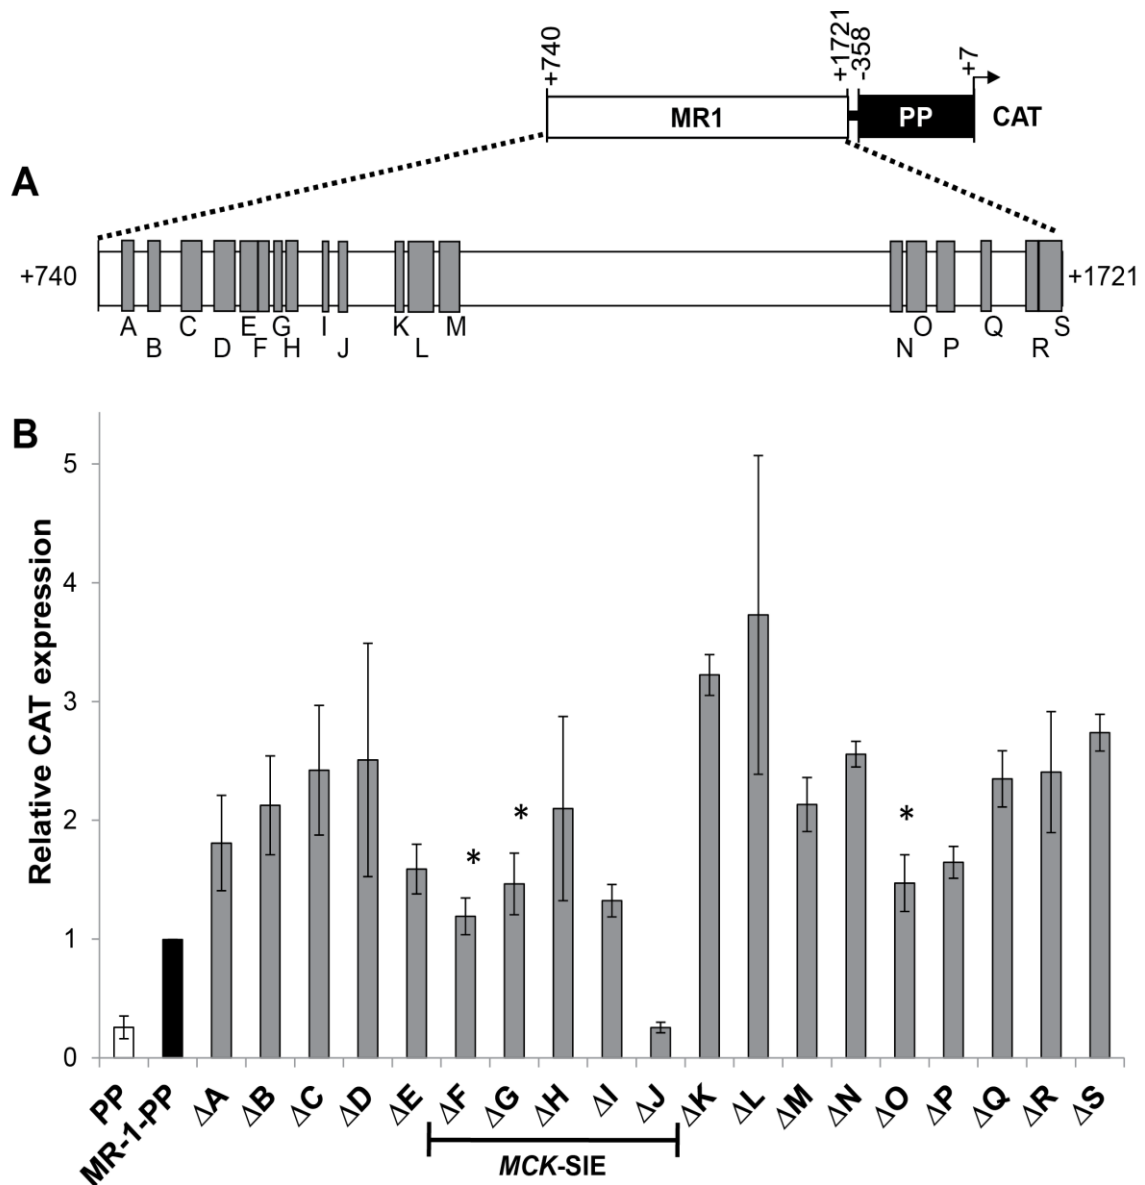 +740
+1721
-358
+7
MR1
PP
CAT
A
+740
+1721
A
B
C
D
E
F
G
H
I
J
K
L
M
N
O
P
Q
R
S
B
Relative CAT expression
5
4
3
2
1
0
*
*
*
PP
MR-1-PP
ΔA
ΔB
ΔC
ΔD
ΔE
ΔF
ΔG
ΔH
ΔI
ΔJ
ΔK
ΔL
ΔM
ΔN
ΔO
ΔP
ΔQ
ΔR
ΔS
MCK-SIE